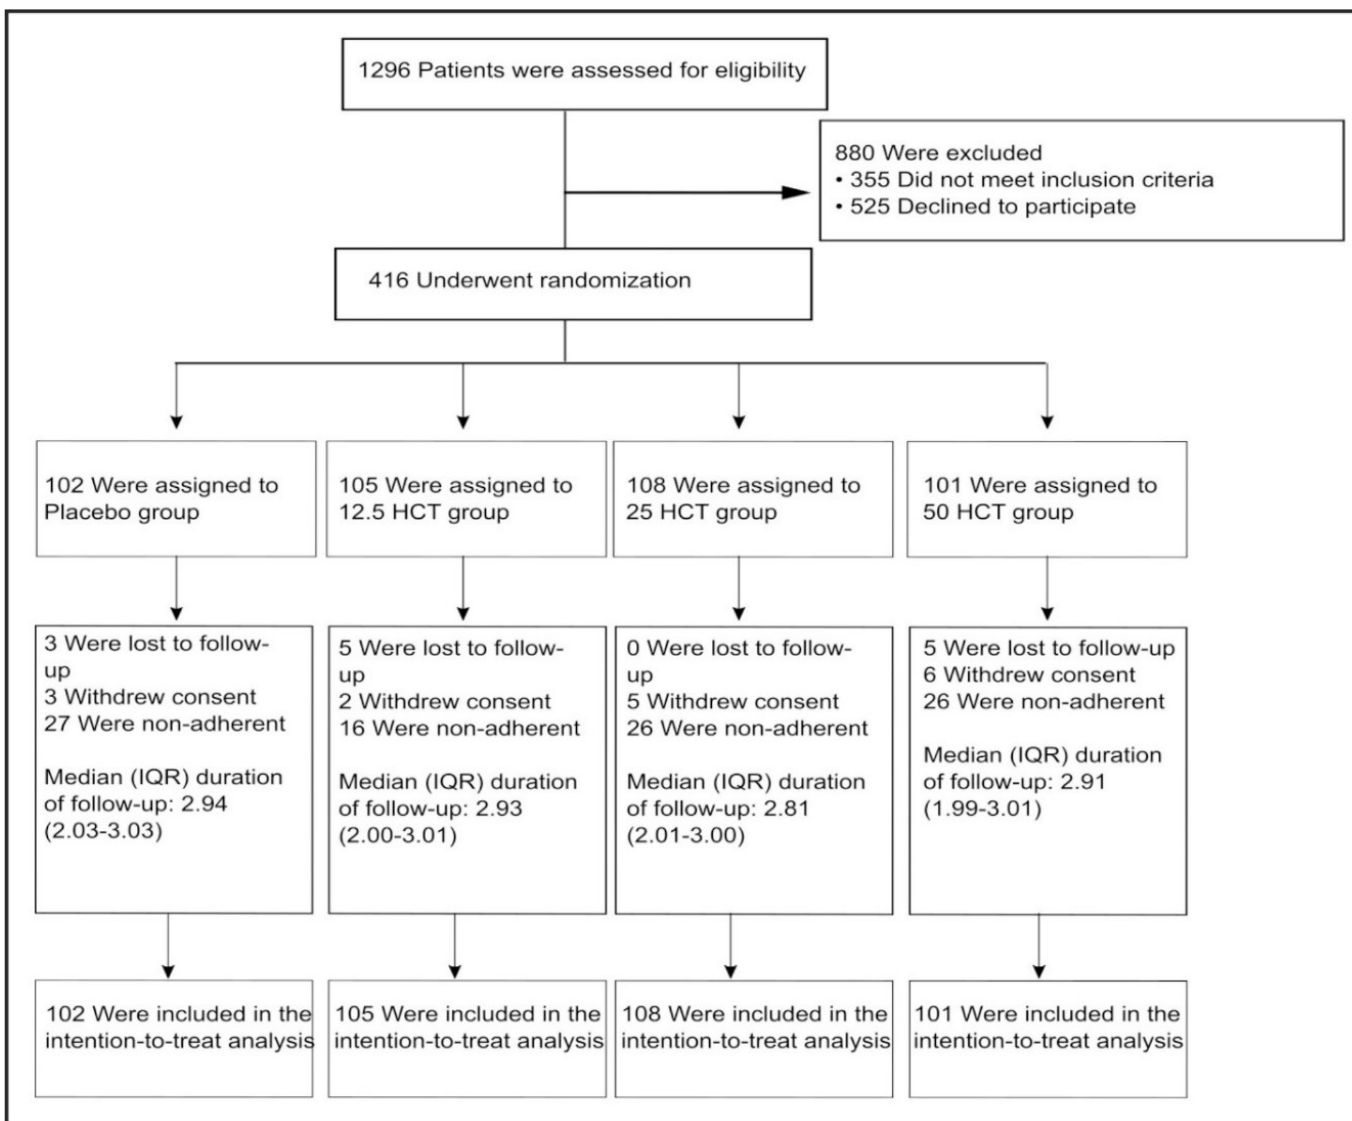 1296 Patients were assessed for eligibility
880 Were excluded
• 355 Did not meet inclusion criteria
• 525 Declined to participate
416 Underwent randomization
102 Were assigned to
Placebo group
105 Were assigned to
12.5 HCT group
108 Were assigned to
25 HCT group
101 Were assigned to
50 HCT group
3 Were lost to follow-
up
3 Withdrew consent
27 Were non-adherent
Median (IQR) duration
of follow-up: 2.94
(2.03-3.03)
5 Were lost to follow-
up
2 Withdrew consent
16 Were non-adherent
Median (IQR) duration
of follow-up: 2.93
(2.00-3.01)
0 Were lost to follow-
up
5 Withdrew consent
26 Were non-adherent
Median (IQR) duration
of follow-up: 2.81
(2.01-3.00)
5 Were lost to follow-up
6 Withdrew consent
26 Were non-adherent
Median (IQR) duration
of follow-up: 2.91
(1.99-3.01)
102 Were included in the
intention-to-treat analysis
105 Were included in the
intention-to-treat analysis
108 Were included in the
intention-to-treat analysis
101 Were included in the
intention-to-treat analysis